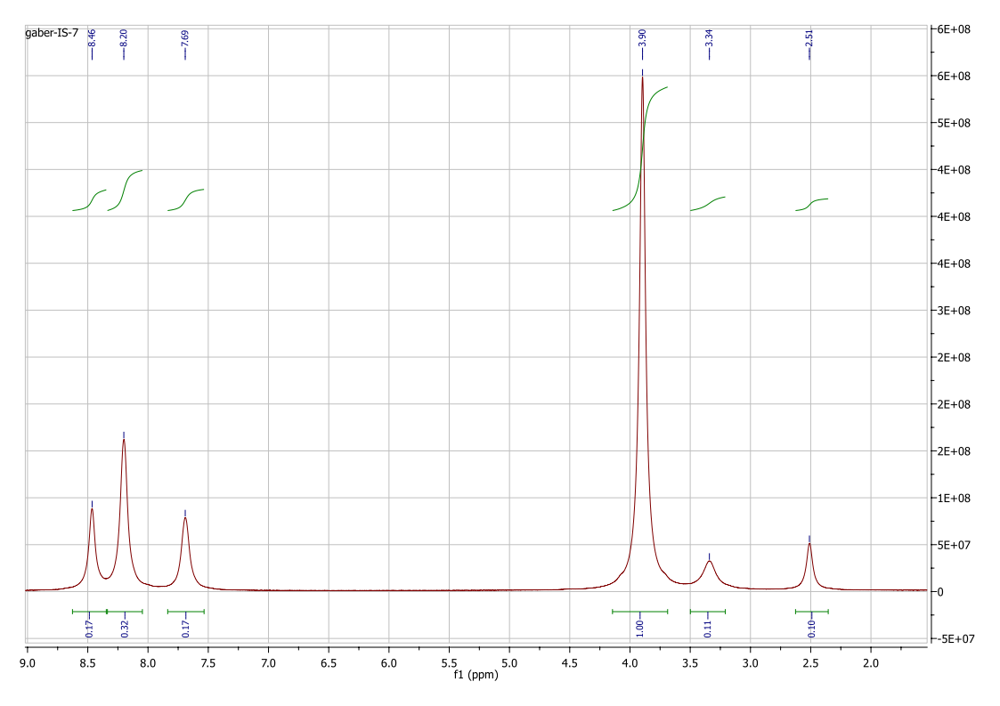 gaber-IS-7
8.46
8.20
7.69
3.90
3.34
2.51
6E+08
6E+08
5E+08
4E+08
4E+08
4E+08
3E+08
2E+08
2E+08
2E+08
1E+08
5E+07
0
-5E+07
0.17
0.32
0.17
1.00
0.11
0.10
9.0 8.5 8.0 7.5 7.0 6.5 6.0 5.5 5.0 4.5 4.0 3.5 3.0 2.5 2.0
f1 (ppm)